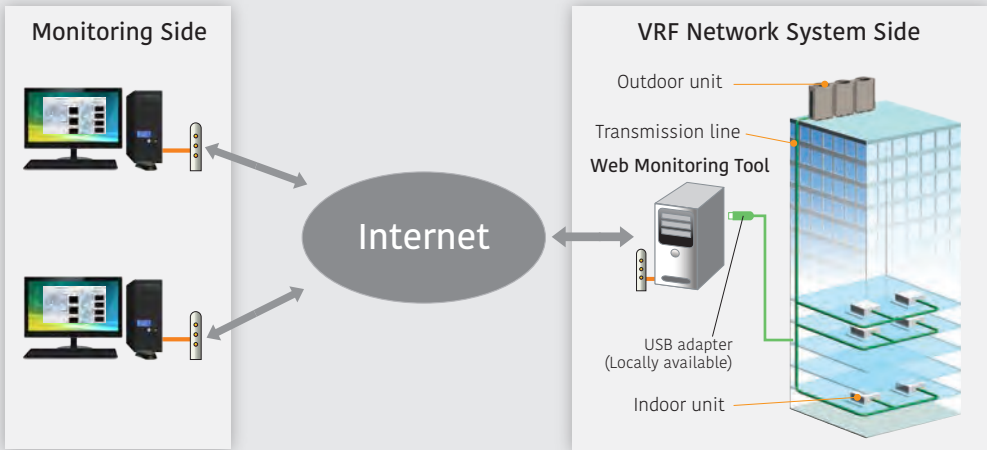 Monitoring Side
Internet
VRF Network System Side
Outdoor unit
Transmission line
Web Monitoring Tool
USB adapter
(Locally available)
Indoor unit